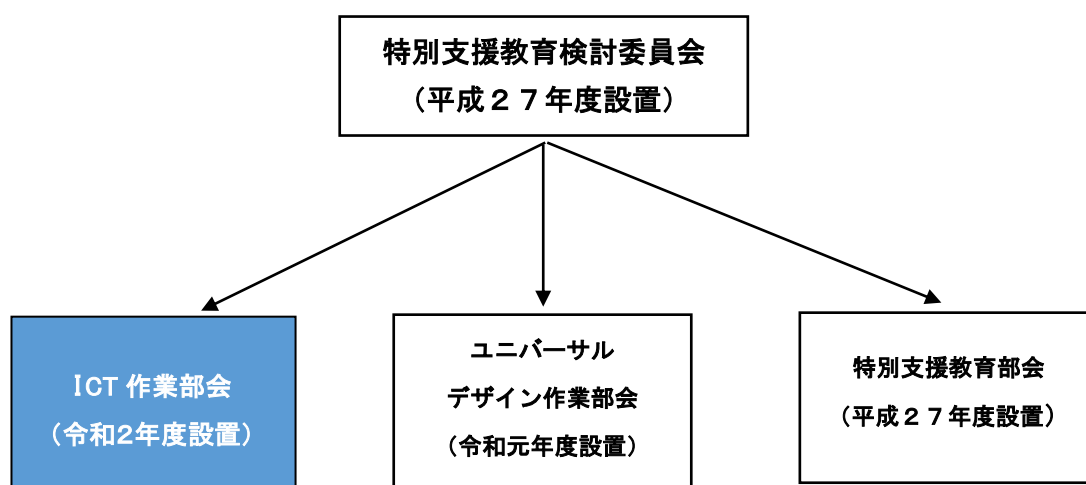 特別支援教育検討委員会
（平成２７年度設置）
ICT 作業部会
（令和2年度設置）
ユニバーサル
デザイン作業部会
（令和元年度設置）
特別支援教育部会
（平成２７年度設置）